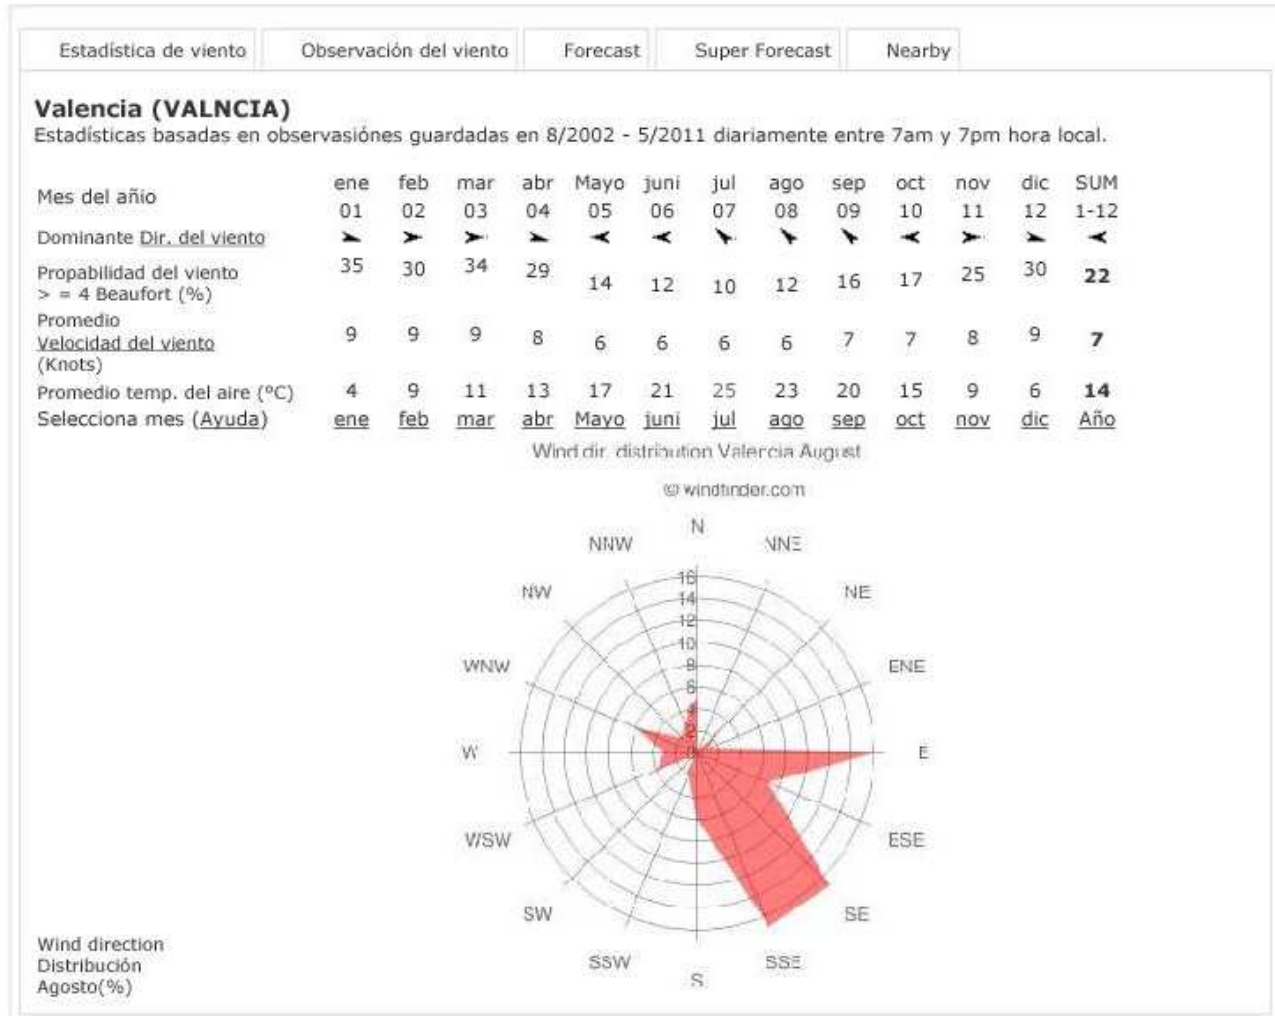 Estadística de viento Observación del viento Forecast Super Forecast Nearby
Valencia (VALNCIA)
Estadísticas basadas en observasiónes guardadas en 8/2002 - 5/2011 diariamente entre 7am y 7pm hora local.
Mes del añio ene feb mar abr Mayo juni jul ago sep oct nov dic SUM
01 02 03 04 05 06 07 08 09 10 11 12 1-12
Dominante Dir. del viento
Propabilidad del viento
> = 4 Beaufort (%) 35 30 34 29 14 12 10 12 16 17 25 30 22
Promedio
Velocidad del viento
(Knots) 9 9 9 8 6 6 6 6 7 7 8 9 7
Promedio temp. del aire (ºC) 4 9 11 13 17 21 25 23 20 15 9 6 14
Selecciona mes (Ayuda) ene feb mar abr Mayo juni jul ago sep oct nov dic Año
Wind dir. distribution Valencia August
© windfinder.com
N
NNW NNE
NW NE
16
14
12
10
8
6
4
2
0
WNW ENE
W E
WSW ESE
SW SE
SSW SSE
S
Wind direction
Distribución
Agosto(%)